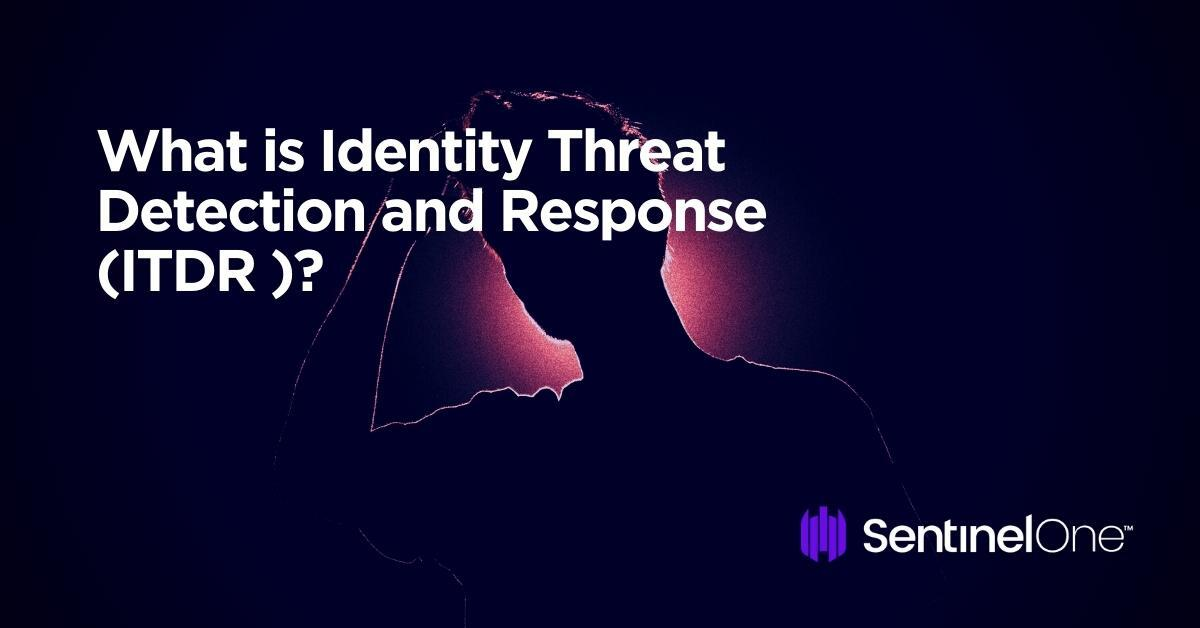 What is Identity Threat
Detection and Response
(ITDR )?
SentinelOne™